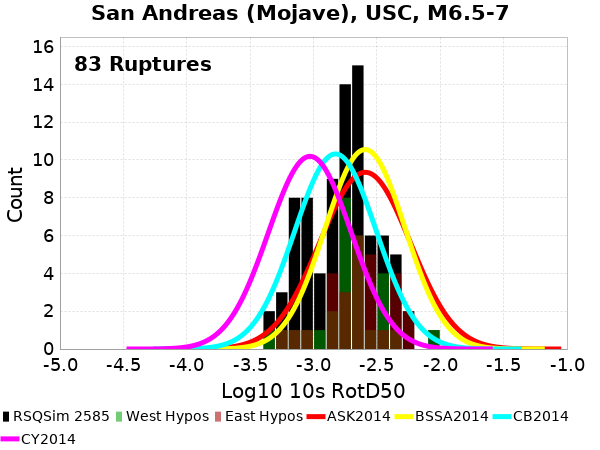 San Andreas (Mojave), USC, M6.5-7
83 Ruptures
16
14
12
10
8
6
4
2
0
Count
-5.0 -4.5 -4.0 -3.5 -3.0 -2.5 -2.0 -1.5 -1.0
Log10 10s RotD50
RSQSim 2585 West Hypos East Hypos ASK2014 BSSA2014 CB2014
CY2014